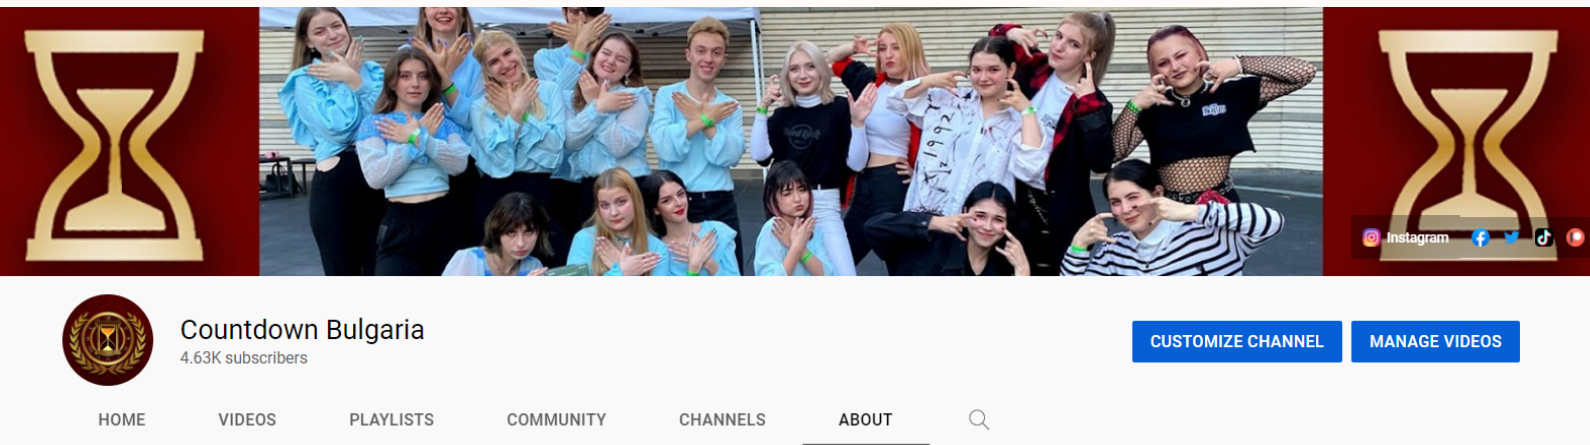 Instagram
Countdown Bulgaria
4.63K subscribers
CUSTOMIZE CHANNEL
MANAGE VIDEOS
HOME
VIDEOS
PLAYLISTS
COMMUNITY
CHANNELS
ABOUT